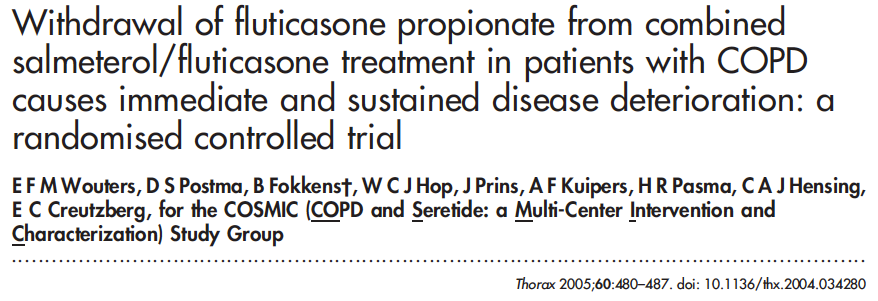 Withdrawal of fluticasone propionate from combined
salmeterol/fluticasone treatment in patients with COPD
causes immediate and sustained disease deterioration: a
randomised controlled trial
E F M Wouters, D S Postma, B Fokkens†, W C J Hop, J Prins, A F Kuipers, H R Pasma, C A J Hensing,
E C Creutzberg, for the COSMIC (COPD and Seretide: a Multi-Center Intervention and
Characterization) Study Group
Thorax 2005;60:480–487. doi: 10.1136/thx.2004.034280